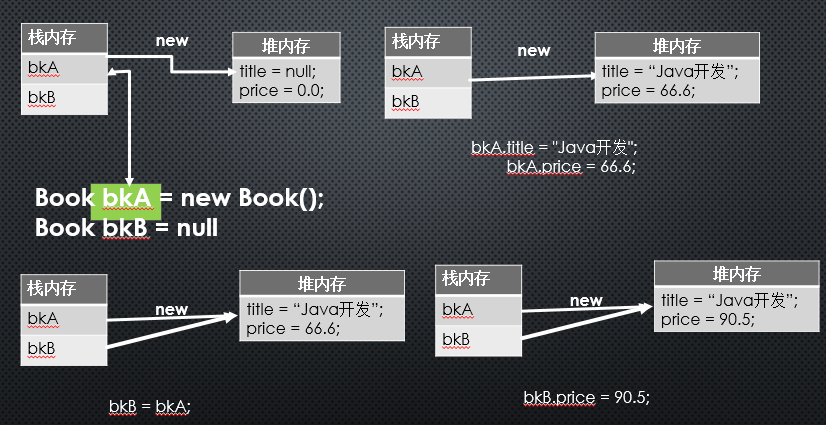 栈内存
bkA
bkB
new
堆内存
title = null;
price = 0.0;
栈内存
bkA
bkB
new
堆内存
title = “Java开发”;
price = 66.6;
bkA.title = "Java开发";
bkA.price = 66.6;
Book bkA = new Book();
Book bkB = null
栈内存
bkA
bkB
new
堆内存
title = “Java开发”;
price = 66.6;
bkB = bkA;
栈内存
bkA
bkB
new
堆内存
title = “Java开发”;
price = 90.5;
bkB.price = 90.5;